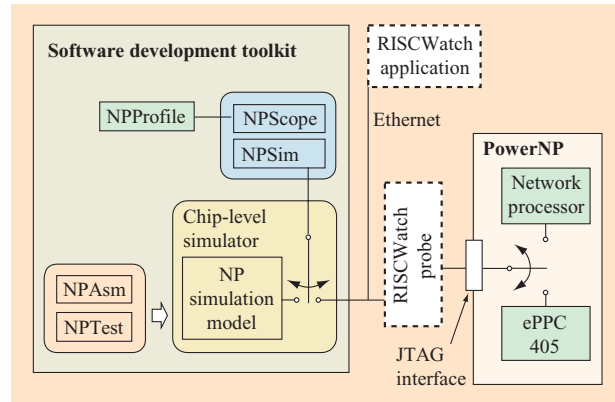 Software development toolkit
RISCWatch
application
NPProfile
NPScope
NPSim
Ethernet
PowerNP
Network
processor
Chip-level
simulator
NP
simulation
model
NPAsm
NPTest
RISCWatch
probe
JTAG
interface
ePPC
405